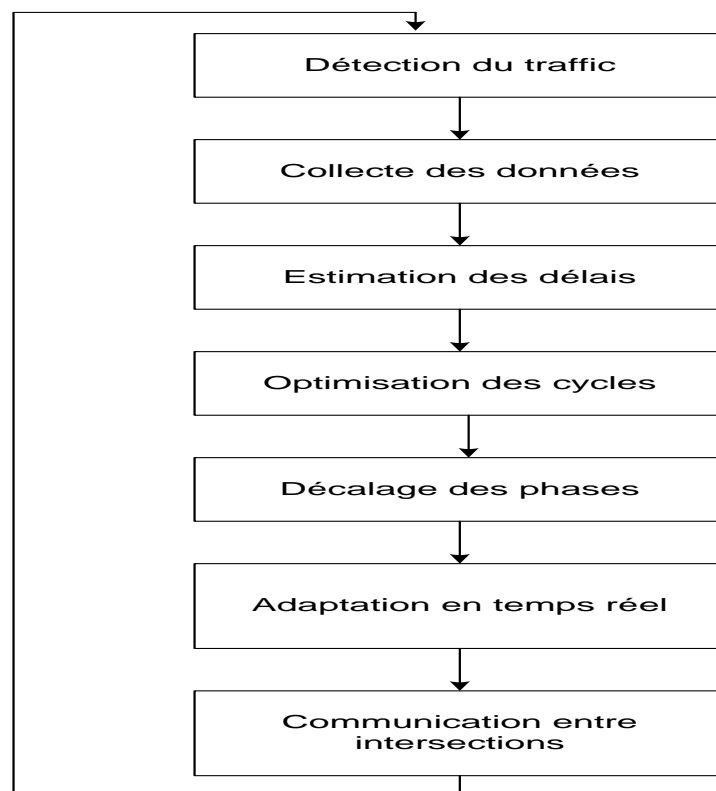 Détection du traffic
Collecte des données
Estimation des délais
Optimisation des cycles
Décalage des phases
Adaptation en temps réel
Communication entre
intersections